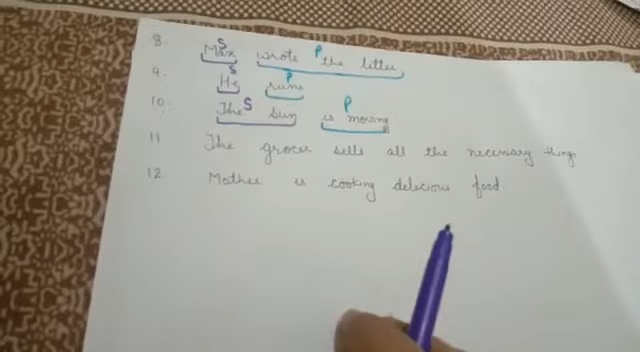 8. Max wrote the letter
S P
9. He runs
S P
10. The Sun is moving
S P
11 The grocer sells all the necessary things
12. Mother is cooking delicious food.